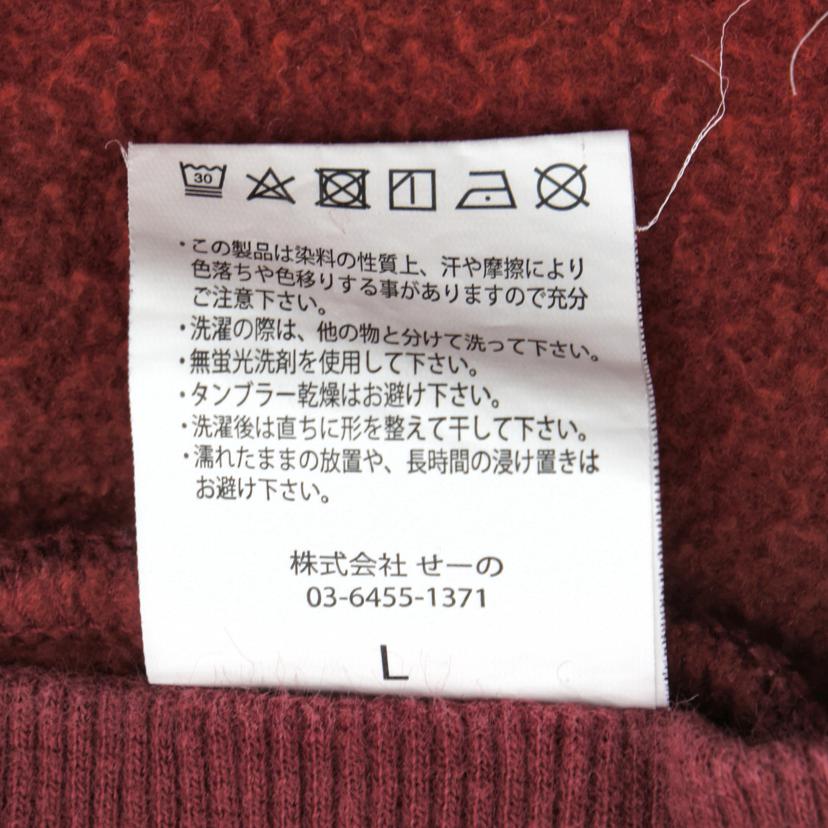 30
・この製品は染料の性質上、汗や摩擦により
色落ちや色移りする事がありますので充分
ご注意下さい。
・洗濯の際は、他の物と分けて洗って下さい。
・無蛍光洗剤を使用して下さい。
・タンブラー乾燥はお避け下さい。
・洗濯後は直ちに形を整えて干して下さい。
・濡れたままの放置や、長時間の浸け置きは
お避け下さい。
株式会社 せーの
03-6455-1371
L